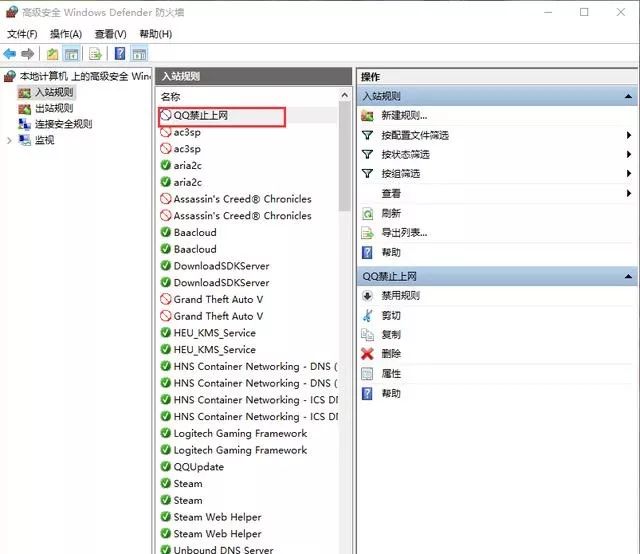 高级安全 Windows Defender 防火墙
文件(F) 操作(A) 查看(V) 帮助(H)
本地计算机 上的高级安全 Wind
入站规则
出站规则
连接安全规则
监视
入站规则
名称
QQ禁止上网
ac3sp
ac3sp
aria2c
aria2c
Assassin's Creed® Chronicles
Assassin's Creed® Chronicles
Baacloud
Baacloud
DownloadSDKServer
DownloadSDKServer
Grand Theft Auto V
Grand Theft Auto V
HEU_KMS_Service
HEU_KMS_Service
HNS Container Networking - DNS (
HNS Container Networking - DNS (
HNS Container Networking - ICS DN
HNS Container Networking - ICS DN
Logitech Gaming Framework
Logitech Gaming Framework
QQUpdate
Steam
Steam
Steam Web Helper
Steam Web Helper
Unbound DNS Server
操作
入站规则
新建规则...
按配置文件筛选
按状态筛选
按组筛选
查看
刷新
导出列表...
帮助
QQ禁止上网
禁用规则
剪切
复制
删除
属性
帮助